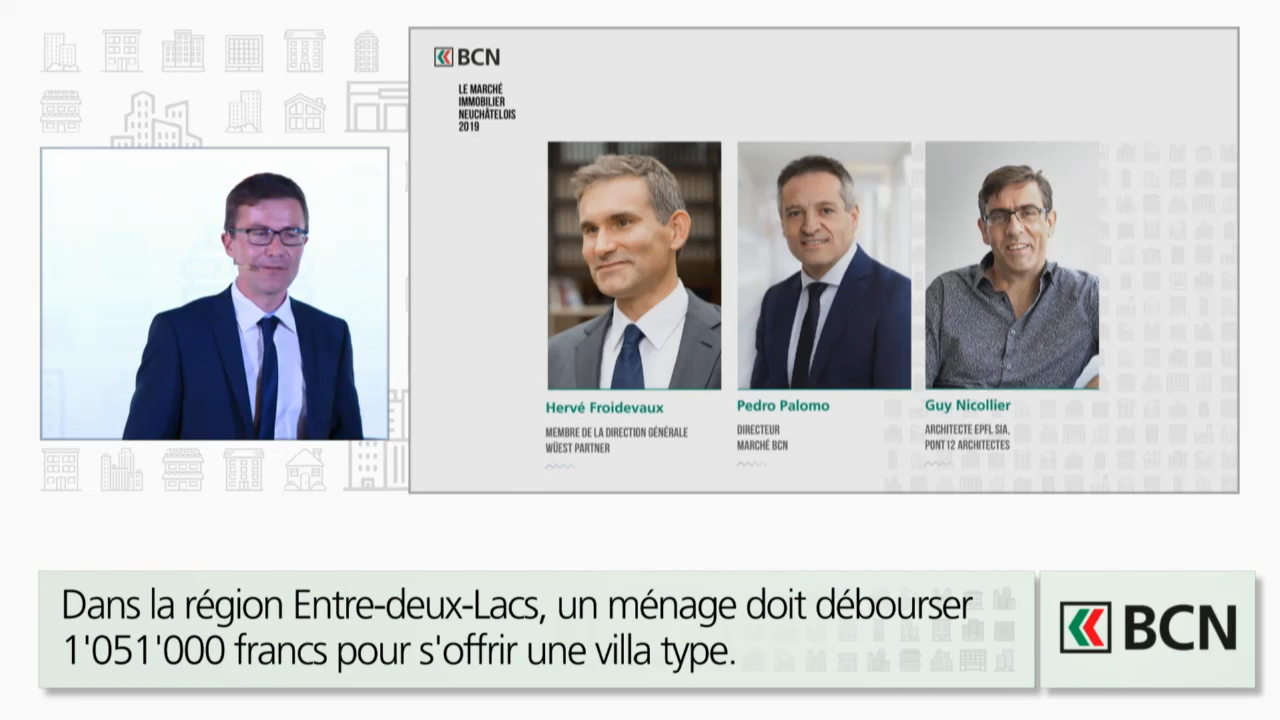 BCN
LE MARCHÉ
IMMOBILIER
NEUCHÂTELOIS
2019
Hervé Froidevaux
MEMBRE DE LA DIRECTION GÉNÉRALE
WÜEST PARTNER
Pedro Palomo
DIRECTEUR
MARCHÉ BCN
Guy Nicollier
ARCHITECTE EPFL SIA,
PONT 12 ARCHITECTES
Dans la région Entre-deux-Lacs, un ménage doit débourser
1'051'000 francs pour s'offrir une villa type.
BCN